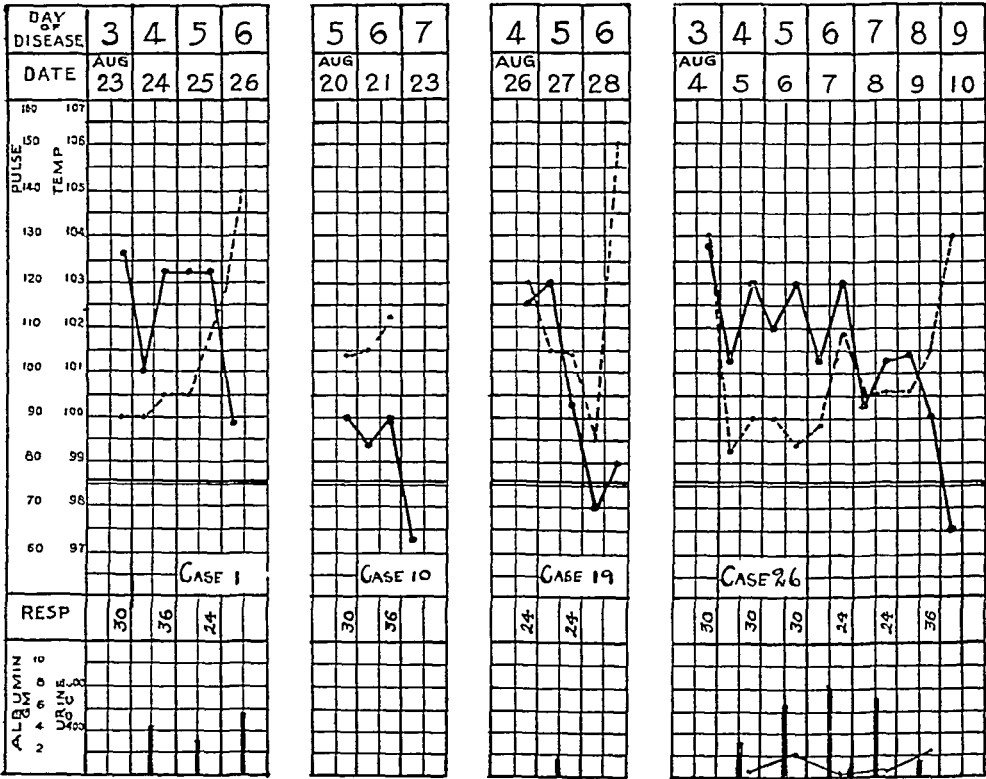 DAY OF DISEASE 3 4 5 6 5 6 7 4 5 6 3 4 5 6 7 8 9
DATE AUG 23 24 25 26 AUG 20 21 23 AUG 26 27 28 AUG 4 5 6 7 8 9 10
PULSE TEMP
160 107
150 106
140 105
130 104
120 103
110 102
100 101
90 100
80 99
70 98
60 97
CASE 1 CASE 10 CASE 19 CASE 26
RESP 30 36 24 30 36 24 24 30 30 30 24 24 36
ALBUMIN GM URINE
10
8
6
4 400
2